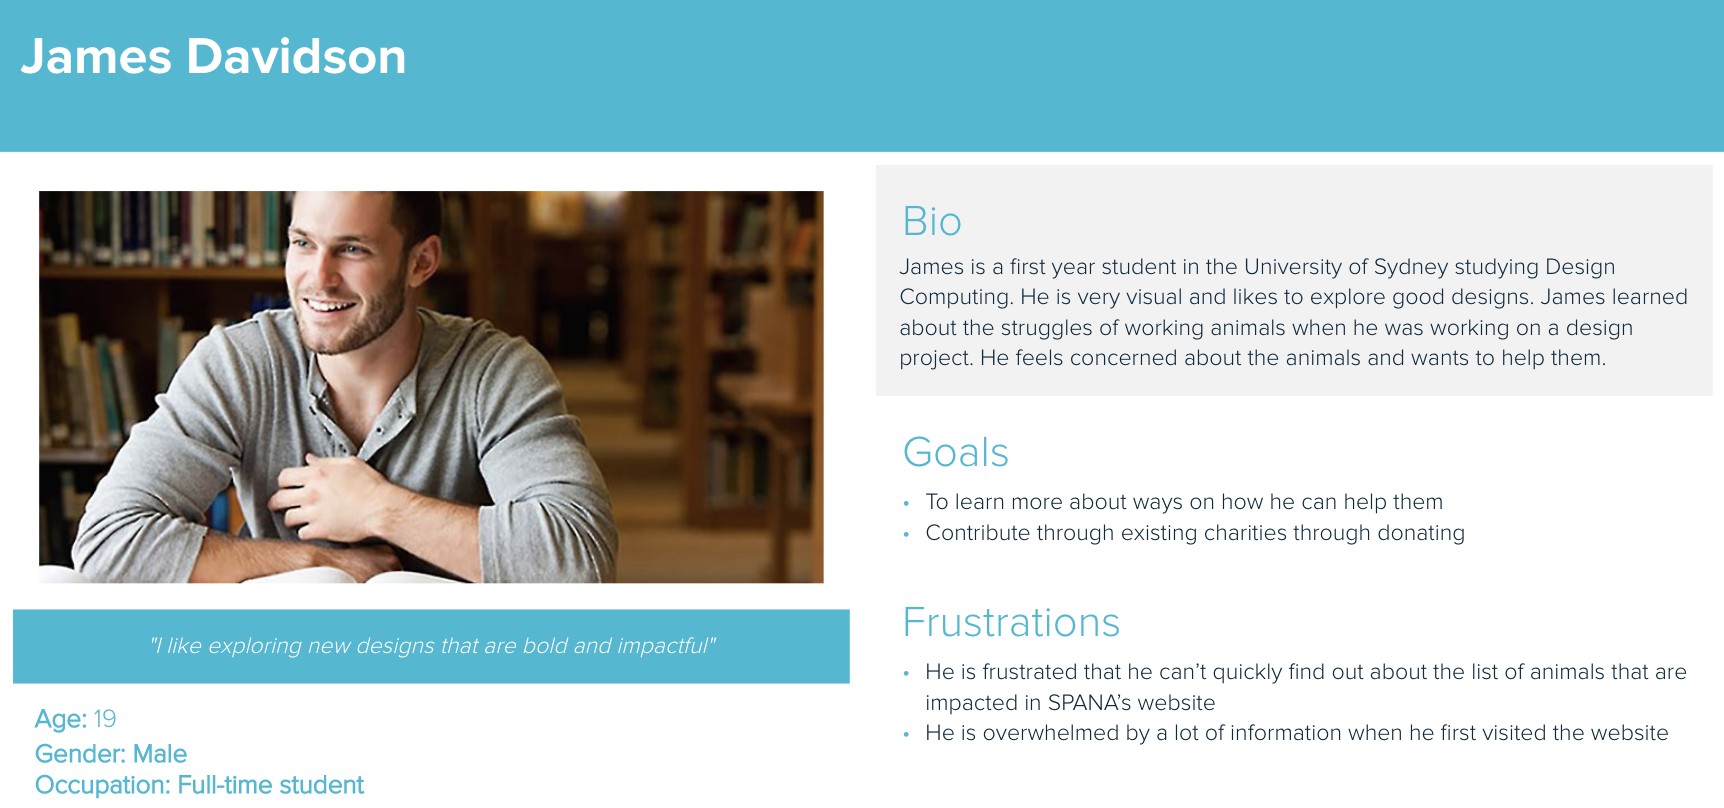 James Davidson
"I like exploring new designs that are bold and impactful"
Age: 19
Gender: Male
Occupation: Full-time student
Bio
James is a first year student in the University of Sydney studying Design
Computing. He is very visual and likes to explore good designs. James learned
about the struggles of working animals when he was working on a design
project. He feels concerned about the animals and wants to help them.
Goals
• To learn more about ways on how he can help them
• Contribute through existing charities through donating
Frustrations
• He is frustrated that he can’t quickly find out about the list of animals that are
impacted in SPANA’s website
• He is overwhelmed by a lot of information when he first visited the website